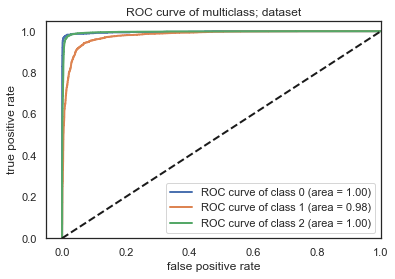 ROC curve of multiclass; dataset
true positive rate
1.0
0.8
0.6
0.4
0.2
0.0
ROC curve of class 0 (area = 1.00)
ROC curve of class 1 (area = 0.98)
ROC curve of class 2 (area = 1.00)
0.0 0.2 0.4 0.6 0.8 1.0
false positive rate